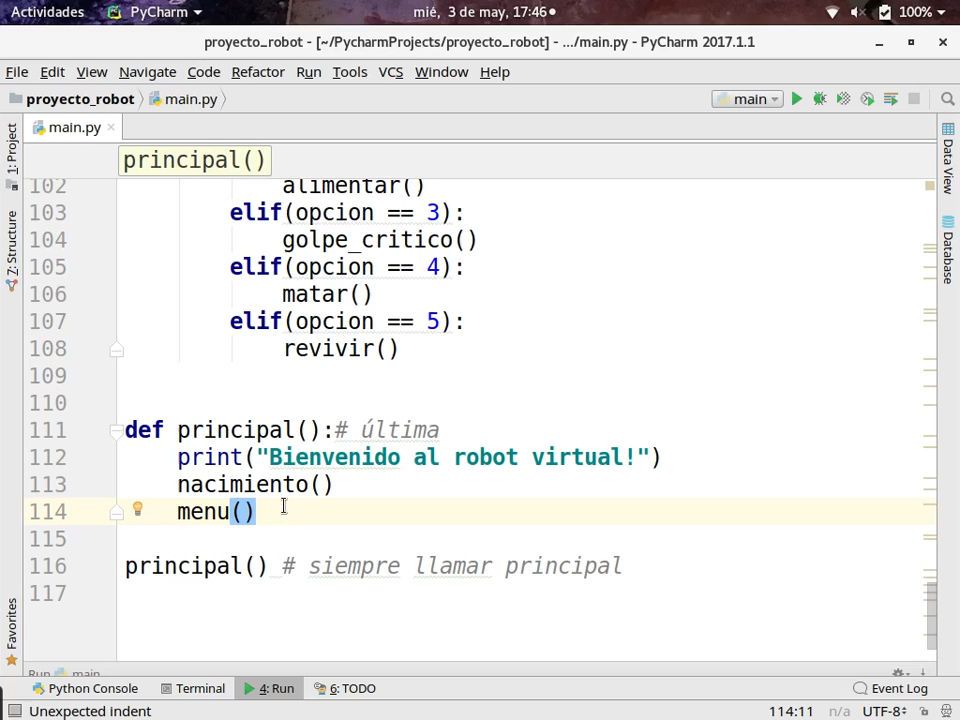 Actividades PyCharm mié, 3 de may, 17:46 100%
proyecto_robot - [~/PycharmProjects/proyecto_robot] - .../main.py - PyCharm 2017.1.1
File Edit View Navigate Code Refactor Run Tools VCS Window Help
proyecto_robot main.py main
main.py
principal()
102 alimentar()
103 elif(opcion == 3):
104 golpe_critico()
105 elif(opcion == 4):
106 matar()
107 elif(opcion == 5):
108 revivir()
109
110
111 def principal():# última
112 print("Bienvenido al robot virtual!")
113 nacimiento()
114 menu()
115
116 principal() # siempre llamar principal
117
1: Project
7: Structure
Favorites
Data View
Database
Run main
Python Console Terminal 4: Run 6: TODO Event Log
Unexpected indent 114:11 n/a UTF-8